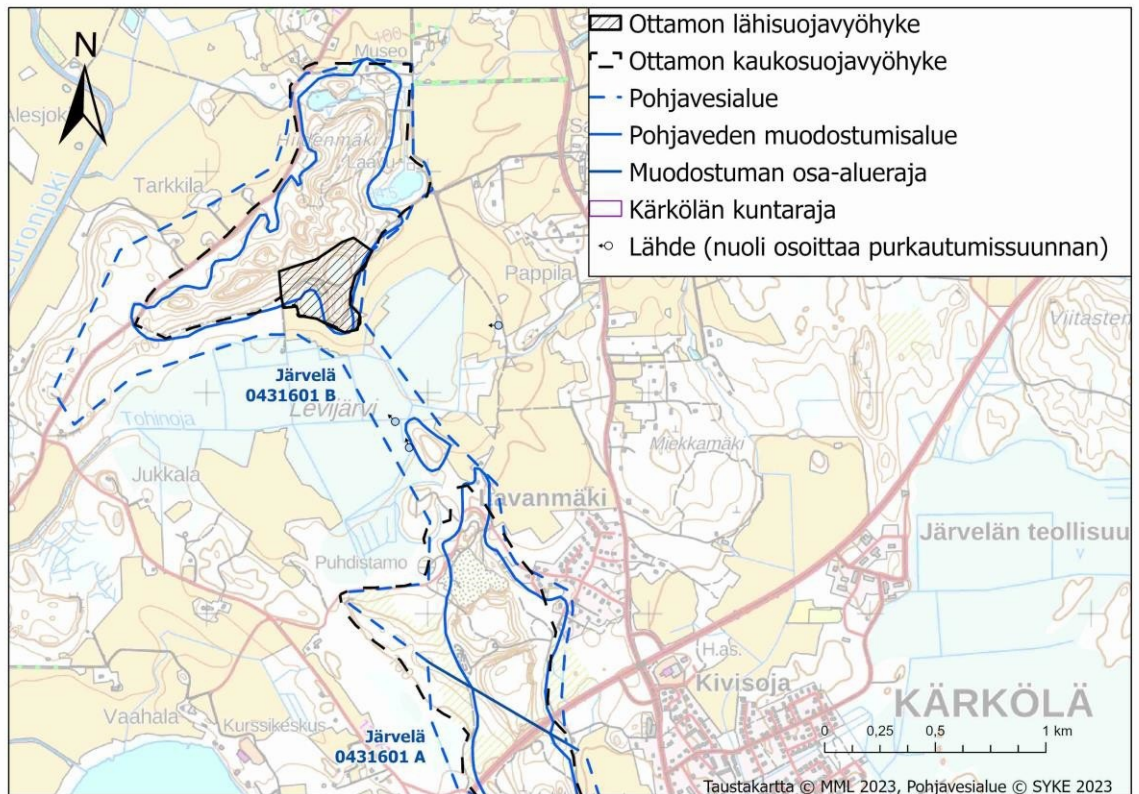 Ottamon lähisuojavyöhyke
Ottamon kaukosuojavyöhyke
Pohjavesialue
Pohjaveden muodostumisalue
Muodostuman osa-alueraja
Kärkölän kuntaraja
Lähde (nuoli osoittaa purkautumissuunnan)
N
100
Museo
Tarkkila
Pappila
Järvelä
0431601 B
Levijärvi
Tohinoja
Miekkamäki
Jukkala
Järvelän teollisuu
Puhdistamo
H.as.
Kivisoja
KÄRKÖLÄ
Vaahala
Kurssikeskus
Järvelä
0431601 A
0 0,25 0,5 1 km
Taustakartta © MML 2023, Pohjavesialue © SYKE 2023